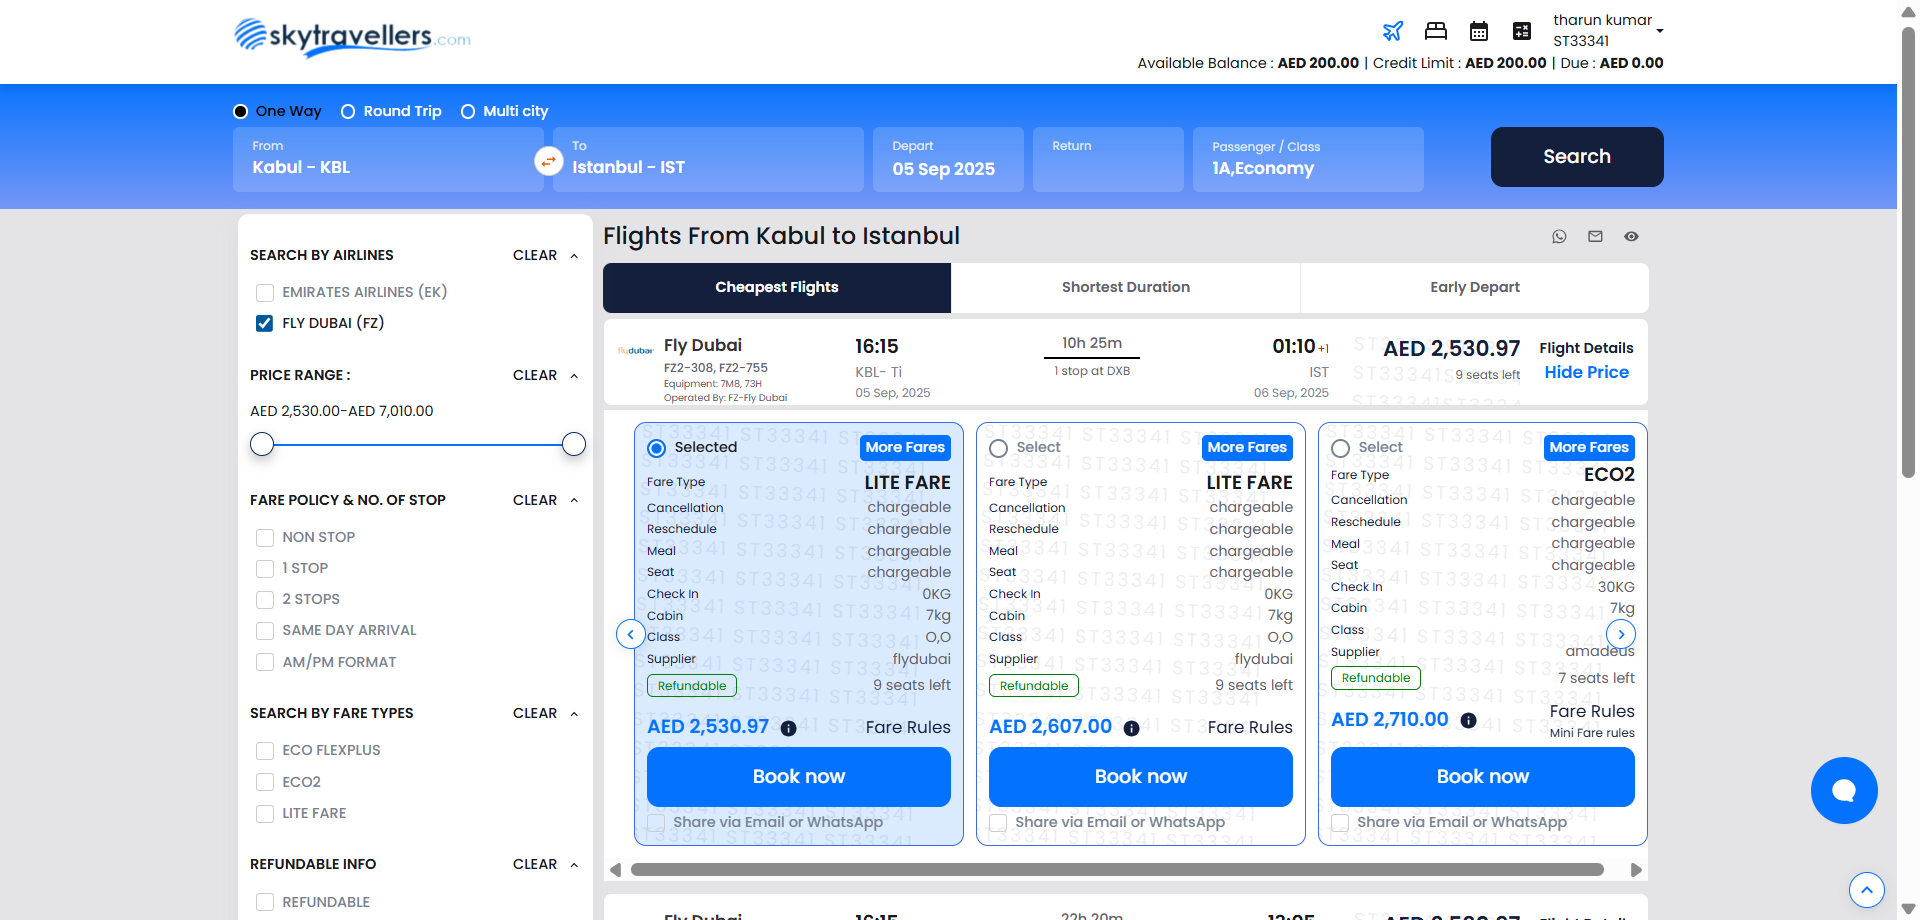 skytravellers.com
tharun kumar
ST33341
Available Balance : AED 200.00 | Credit Limit : AED 200.00 | Due : AED 0.00
One Way Round Trip Multi city
From
Kabul - KBL
To
Istanbul - IST
Depart
05 Sep 2025
Return
Passenger / Class
1A,Economy
Search
SEARCH BY AIRLINES CLEAR
EMIRATES AIRLINES (EK)
FLY DUBAI (FZ)
PRICE RANGE : CLEAR
AED 2,530.00-AED 7,010.00
FARE POLICY & NO. OF STOP CLEAR
NON STOP
1 STOP
2 STOPS
SAME DAY ARRIVAL
AM/PM FORMAT
SEARCH BY FARE TYPES CLEAR
ECO FLEXPLUS
ECO2
LITE FARE
REFUNDABLE INFO CLEAR
REFUNDABLE
Flights From Kabul to Istanbul
Cheapest Flights Shortest Duration Early Depart
flydubai
Fly Dubai
FZ2-308, FZ2-755
Equipment: 7M8, 73H
Operated By: FZ-Fly Dubai
16:15
KBL- Ti
05 Sep, 2025
10h 25m
1 stop at DXB
01:10 +1
IST
06 Sep, 2025
AED 2,530.97
9 seats left
Flight Details
Hide Price
Selected More Fares
Fare Type LITE FARE
Cancellation chargeable
Reschedule chargeable
Meal chargeable
Seat chargeable
Check In 0KG
Cabin 7kg
Class O,O
Supplier flydubai
Refundable 9 seats left
AED 2,530.97 Fare Rules
Book now
Share via Email or WhatsApp
Select More Fares
Fare Type LITE FARE
Cancellation chargeable
Reschedule chargeable
Meal chargeable
Seat chargeable
Check In 0KG
Cabin 7kg
Class O,O
Supplier flydubai
Refundable 9 seats left
AED 2,607.00 Fare Rules
Book now
Share via Email or WhatsApp
Select More Fares
Fare Type ECO2
Cancellation chargeable
Reschedule chargeable
Meal chargeable
Seat chargeable
Check In 30KG
Cabin 7kg
Class
Supplier amadeus
Refundable 7 seats left
AED 2,710.00 Fare Rules
Mini Fare rules
Book now
Share via Email or WhatsApp
Fly Dubai 16:15 22h 20m